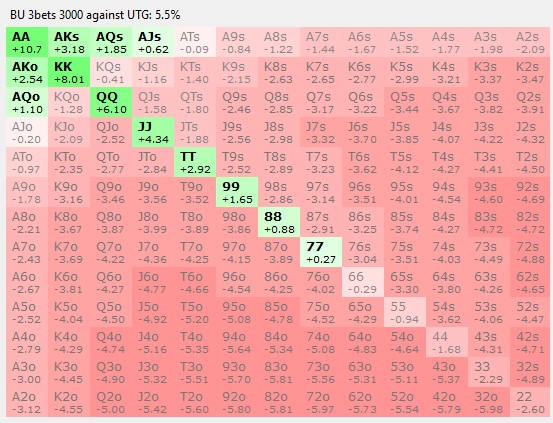 BU 3bets 3000 against UTG: 5.5%
AA AKs AQs AJs ATs A9s A8s A7s A6s A5s A4s A3s A2s
+10.7 +3.18 +1.85 +0.62 -0.09 -0.84 -1.22 -1.44 -1.67 -1.52 -1.77 -1.98 -2.09
AKo KK KQs KJs KTs K9s K8s K7s K6s K5s K4s K3s K2s
+2.54 +8.01 -0.41 -1.16 -1.40 -2.15 -2.63 -2.65 -2.77 -2.99 -3.21 -3.37 -3.47
AQo KQo QQ QJs QTs Q9s Q8s Q7s Q6s Q5s Q4s Q3s Q2s
+1.10 -1.28 +6.10 -1.58 -1.80 -2.46 -2.85 -3.17 -3.22 -3.44 -3.67 -3.82 -3.91
AJo KJo QJo JJ JTs J9s J8s J7s J6s J5s J4s J3s J2s
-0.20 -2.09 -2.52 +4.34 -1.88 -2.56 -2.98 -3.32 -3.70 -3.85 -4.07 -4.22 -4.32
ATo KTo QTo JTo TT T9s T8s T7s T6s T5s T4s T3s T2s
-0.97 -2.35 -2.77 -2.84 +2.92 -2.52 -2.89 -3.23 -3.62 -4.12 -4.27 -4.41 -4.50
A9o K9o Q9o J9o T9o 99 98s 97s 96s 95s 94s 93s 92s
-1.78 -3.16 -3.46 -3.56 -3.52 +1.65 -2.86 -3.14 -3.51 -4.01 -4.54 -4.60 -4.69
A8o K8o Q8o J8o T8o 98o 88 87s 86s 85s 84s 83s 82s
-2.21 -3.67 -3.87 -3.99 -3.89 -3.86 +0.88 -2.91 -3.25 -3.74 -4.27 -4.72 -4.72
A7o K7o Q7o J7o T7o 97o 87o 77 76s 75s 74s 73s 72s
-2.43 -3.69 -4.22 -4.36 -4.25 -4.15 -3.89 +0.27 -3.04 -3.51 -4.03 -4.49 -4.88
A6o K6o Q6o J6o T6o 96o 86o 76o 66 65s 64s 63s 62s
-2.67 -3.81 -4.27 -4.77 -4.66 -4.54 -4.25 -4.02 -0.29 -3.30 -3.80 -4.26 -4.65
A5o K5o Q5o J5o T5o 95o 85o 75o 65o 55 54s 53s 52s
-2.52 -4.04 -4.50 -4.92 -5.20 -5.08 -4.78 -4.52 -4.29 -0.94 -3.62 -4.06 -4.47
A4o K4o Q4o J4o T4o 94o 84o 74o 64o 54o 44 43s 42s
-2.79 -4.29 -4.74 -5.16 -5.35 -5.64 -5.34 -5.08 -4.83 -4.64 -1.68 -4.31 -4.71
A3o K3o Q3o J3o T3o 93o 83o 73o 63o 53o 43o 33 32s
-3.00 -4.45 -4.90 -5.32 -5.51 -5.70 -5.81 -5.56 -5.31 -5.11 -5.37 -2.29 -4.89
A2o K2o Q2o J2o T2o 92o 82o 72o 62o 52o 42o 32o 22
-3.12 -4.55 -5.00 -5.42 -5.60 -5.80 -5.81 -5.97 -5.73 -5.54 -5.79 -5.98 -2.60